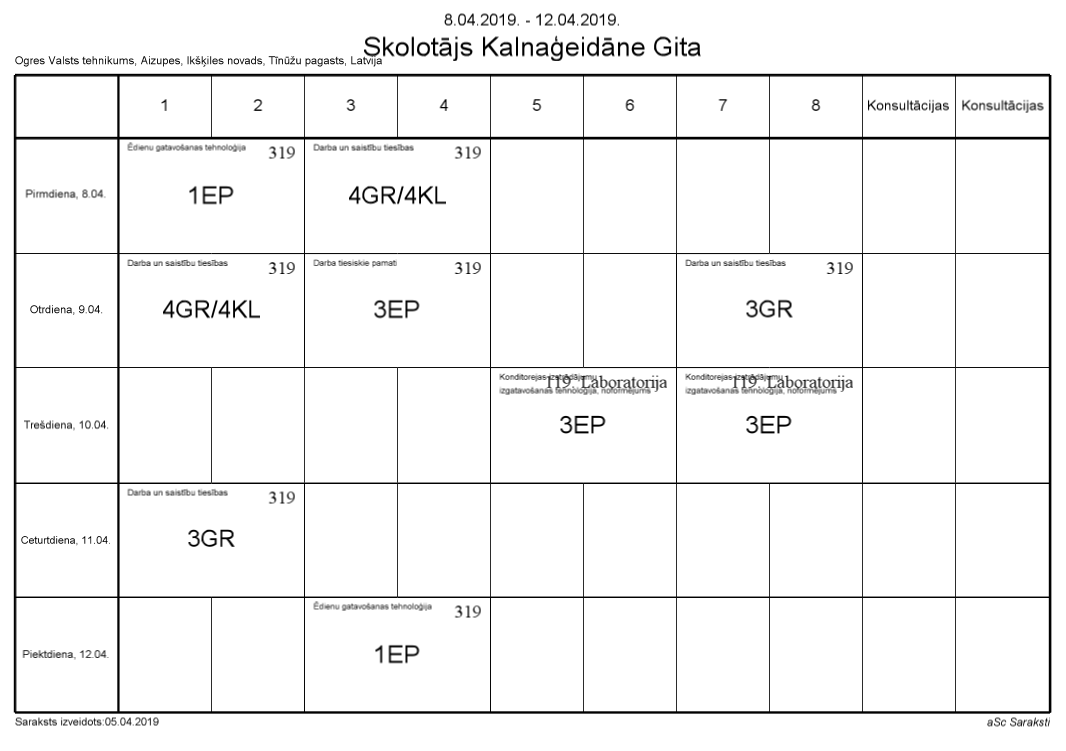 8.04.2019. - 12.04.2019.
Skolotājs Kalnaģeidāne Gita
Ogres Valsts tehnikums, Aizupes, Ikšķiles novads, Tīnūžu pagasts, Latvija
1 2 3 4 5 6 7 8 Konsultācijas Konsultācijas
Pirmdiena, 8.04.
Ēdienu gatavošanas tehnoloģija 319
1EP
Darba un saistību tiesības 319
4GR/4KL
Otrdiena, 9.04.
Darba un saistību tiesības 319
4GR/4KL
Darba tiesiskie pamati 319
3EP
Darba un saistību tiesības 319
3GR
Trešdiena, 10.04.
Konditorejas izstrādājumu 119. Laboratorija
izgatavošanas tehnoloģija, noformējums
3EP
Konditorejas izstrādājumu 119. Laboratorija
izgatavošanas tehnoloģija, noformējums
3EP
Ceturtdiena, 11.04.
Darba un saistību tiesības 319
3GR
Piektdiena, 12.04.
Ēdienu gatavošanas tehnoloģija 319
1EP
Saraksts izveidots:05.04.2019
aSc Saraksti